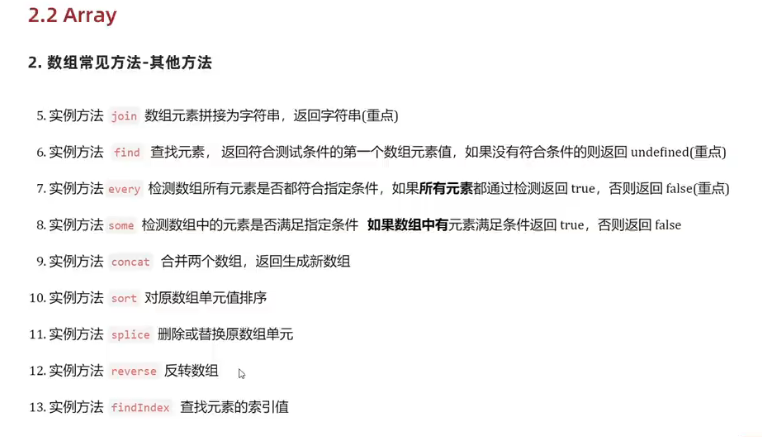 2.2 Array
2. 数组常见方法-其他方法
5. 实例方法 join 数组元素拼接为字符串，返回字符串(重点)
6. 实例方法 find 查找元素， 返回符合测试条件的第一个数组元素值，如果没有符合条件的则返回 undefined(重点)
7. 实例方法 every 检测数组所有元素是否都符合指定条件，如果所有元素都通过检测返回 true，否则返回 false(重点)
8. 实例方法 some 检测数组中的元素是否满足指定条件 如果数组中有元素满足条件返回 true，否则返回 false
9. 实例方法 concat 合并两个数组，返回生成新数组
10. 实例方法 sort 对原数组单元值排序
11. 实例方法 splice 删除或替换原数组单元
12. 实例方法 reverse 反转数组
13. 实例方法 findIndex 查找元素的索引值